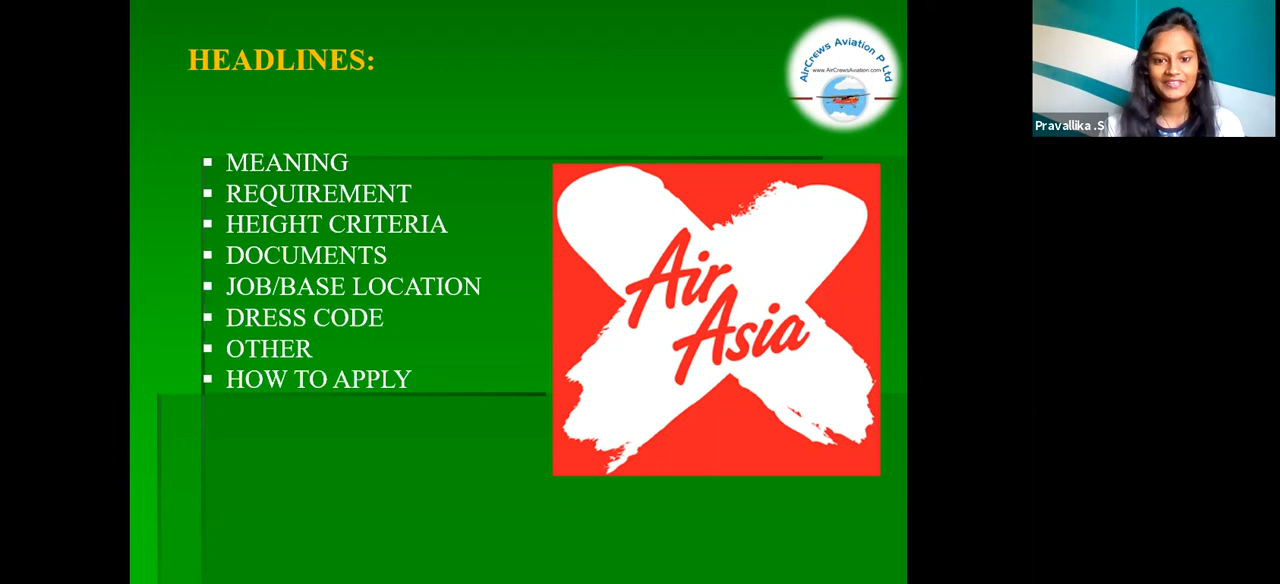 HEADLINES:
AirCrews Aviation P Ltd
www.AirCrewsAviation.com
MEANING
REQUIREMENT
HEIGHT CRITERIA
DOCUMENTS
JOB/BASE LOCATION
DRESS CODE
OTHER
HOW TO APPLY
Air
Asia
Pravallika .S